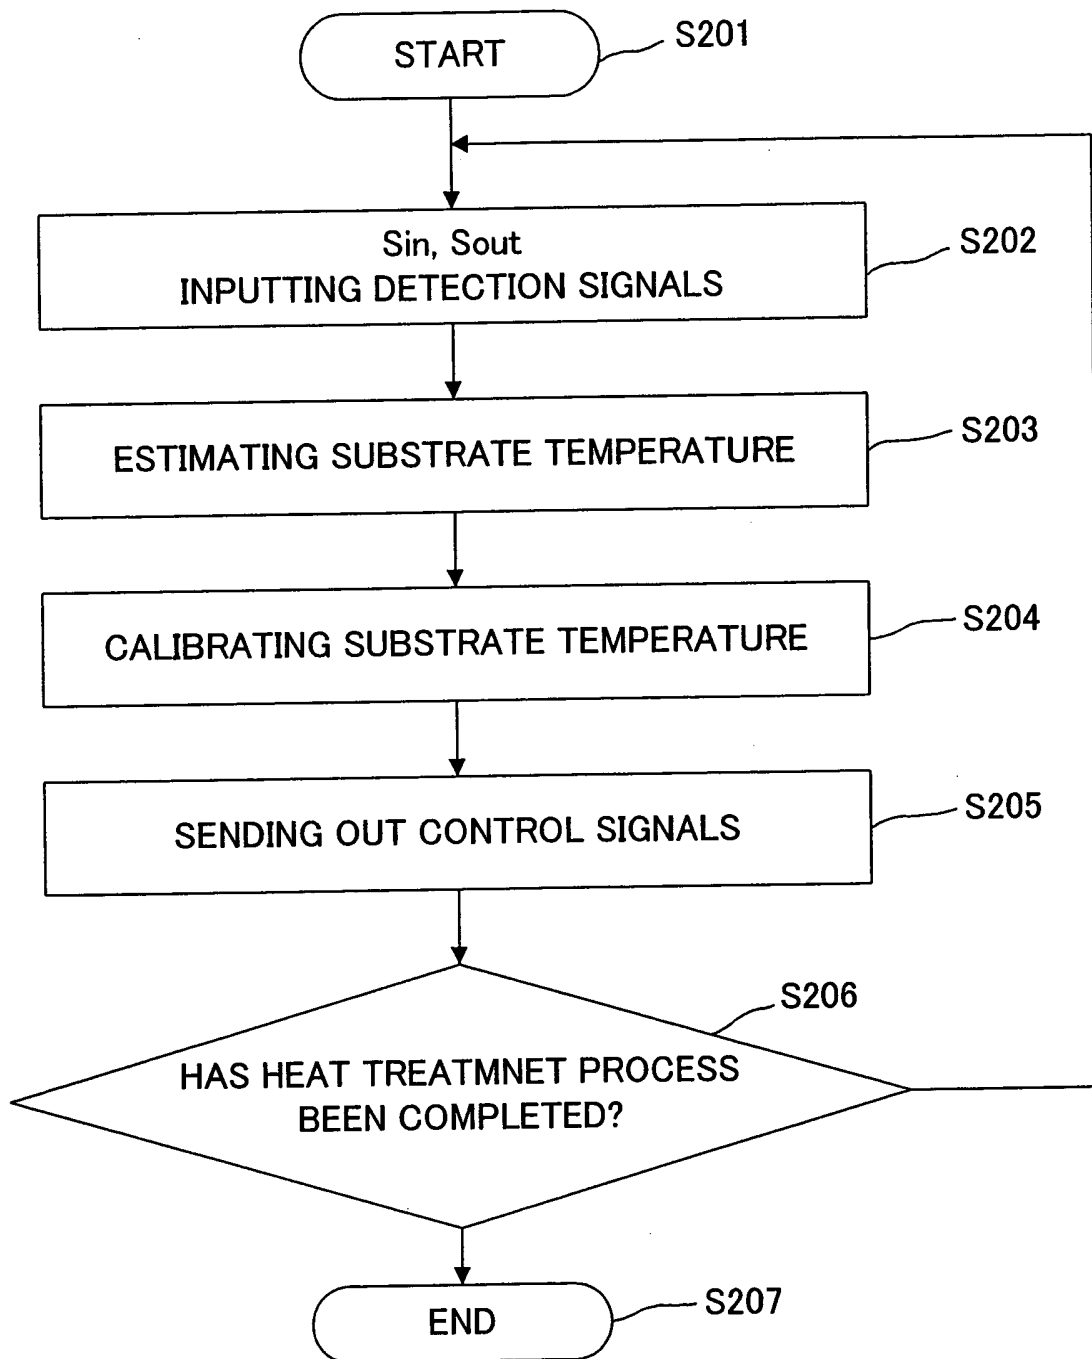 START
S201
Sin, Sout
INPUTTING DETECTION SIGNALS
S202
ESTIMATING SUBSTRATE TEMPERATURE
S203
CALIBRATING SUBSTRATE TEMPERATURE
S204
SENDING OUT CONTROL SIGNALS
S205
S206
HAS HEAT TREATMNET PROCESS
BEEN COMPLETED?
END
S207